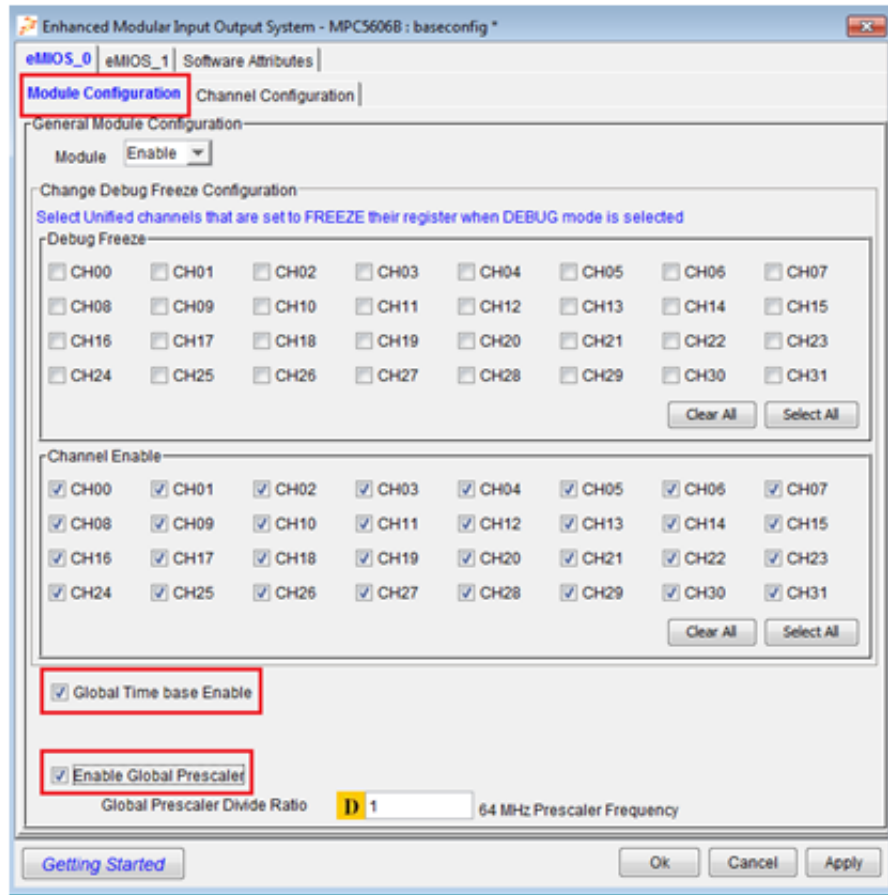 Enhanced Modular Input Output System - MPC5606B : baseconfig *
eMIOS_0 eMIOS_1 Software Attributes
Module Configuration Channel Configuration
General Module Configuration
Module Enable
Change Debug Freeze Configuration
Select Unified channels that are set to FREEZE their register when DEBUG mode is selected
Debug Freeze
CH00 CH01 CH02 CH03 CH04 CH05 CH06 CH07
CH08 CH09 CH10 CH11 CH12 CH13 CH14 CH15
CH16 CH17 CH18 CH19 CH20 CH21 CH22 CH23
CH24 CH25 CH26 CH27 CH28 CH29 CH30 CH31
Clear All Select All
Channel Enable
CH00 CH01 CH02 CH03 CH04 CH05 CH06 CH07
CH08 CH09 CH10 CH11 CH12 CH13 CH14 CH15
CH16 CH17 CH18 CH19 CH20 CH21 CH22 CH23
CH24 CH25 CH26 CH27 CH28 CH29 CH30 CH31
Clear All Select All
Global Time base Enable
Enable Global Prescaler
Global Prescaler Divide Ratio D 1 64 MHz Prescaler Frequency
Getting Started Ok Cancel Apply